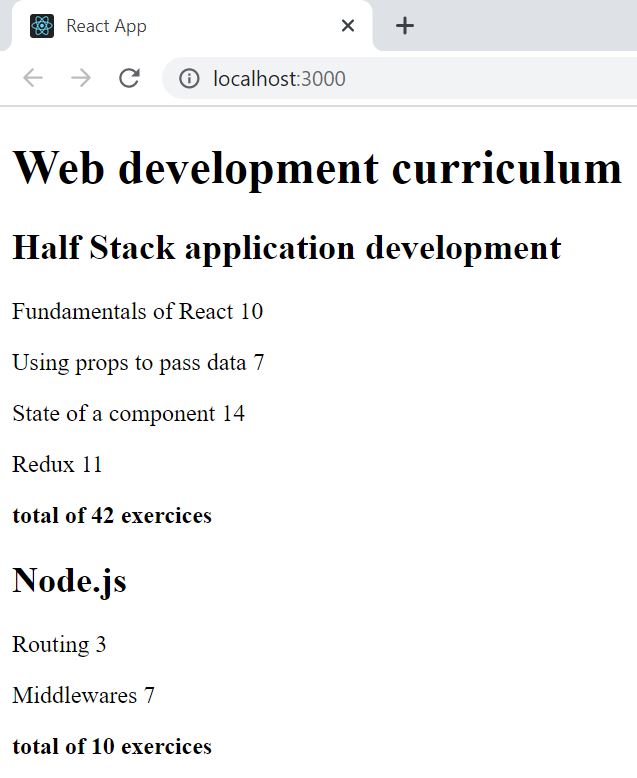 React App
localhost:3000
Web development curriculum
Half Stack application development
Fundamentals of React 10
Using props to pass data 7
State of a component 14
Redux 11
total of 42 exercices
Node.js
Routing 3
Middlewares 7
total of 10 exercices